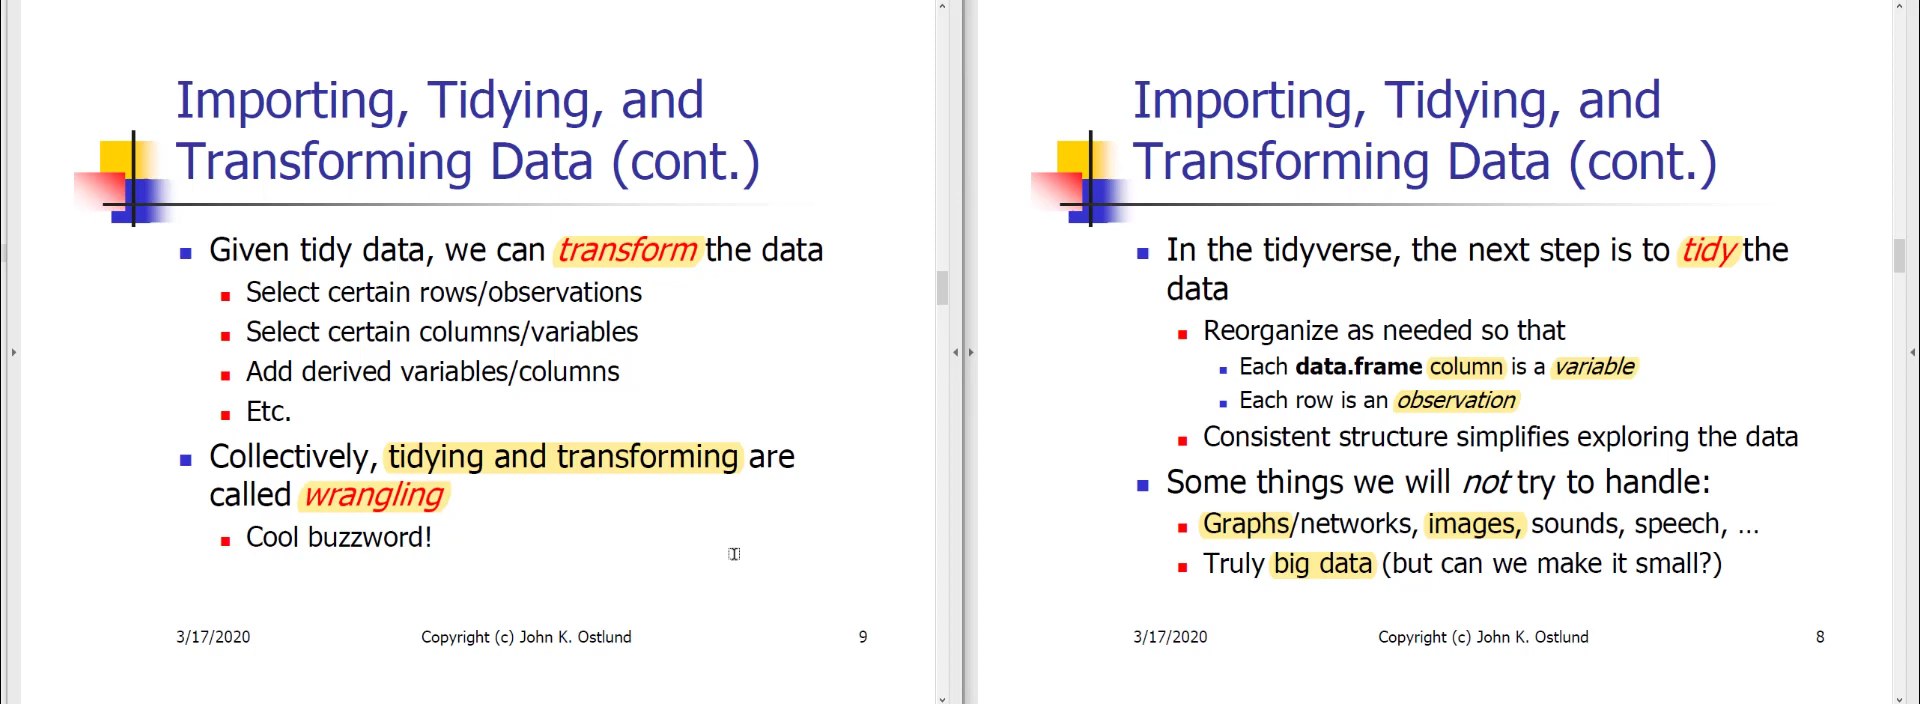 Importing, Tidying, and
Transforming Data (cont.)
Given tidy data, we can transform the data
Select certain rows/observations
Select certain columns/variables
Add derived variables/columns
Etc.
Collectively, tidying and transforming are
called wrangling
Cool buzzword!
3/17/2020 Copyright (c) John K. Ostlund 9
Importing, Tidying, and
Transforming Data (cont.)
In the tidyverse, the next step is to tidy the
data
Reorganize as needed so that
Each data.frame column is a variable
Each row is an observation
Consistent structure simplifies exploring the data
Some things we will not try to handle:
Graphs/networks, images, sounds, speech, …
Truly big data (but can we make it small?)
3/17/2020 Copyright (c) John K. Ostlund 8